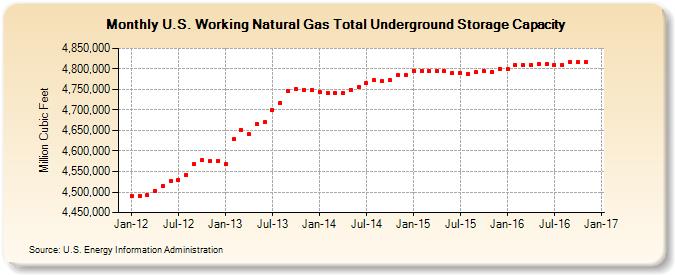 Monthly U.S. Working Natural Gas Total Underground Storage Capacity
Million Cubic Feet
4,850,000
4,800,000
4,750,000
4,700,000
4,650,000
4,600,000
4,550,000
4,500,000
4,450,000
Jan-12 Jul-12 Jan-13 Jul-13 Jan-14 Jul-14 Jan-15 Jul-15 Jan-16 Jul-16 Jan-17
Source: U.S. Energy Information Administration